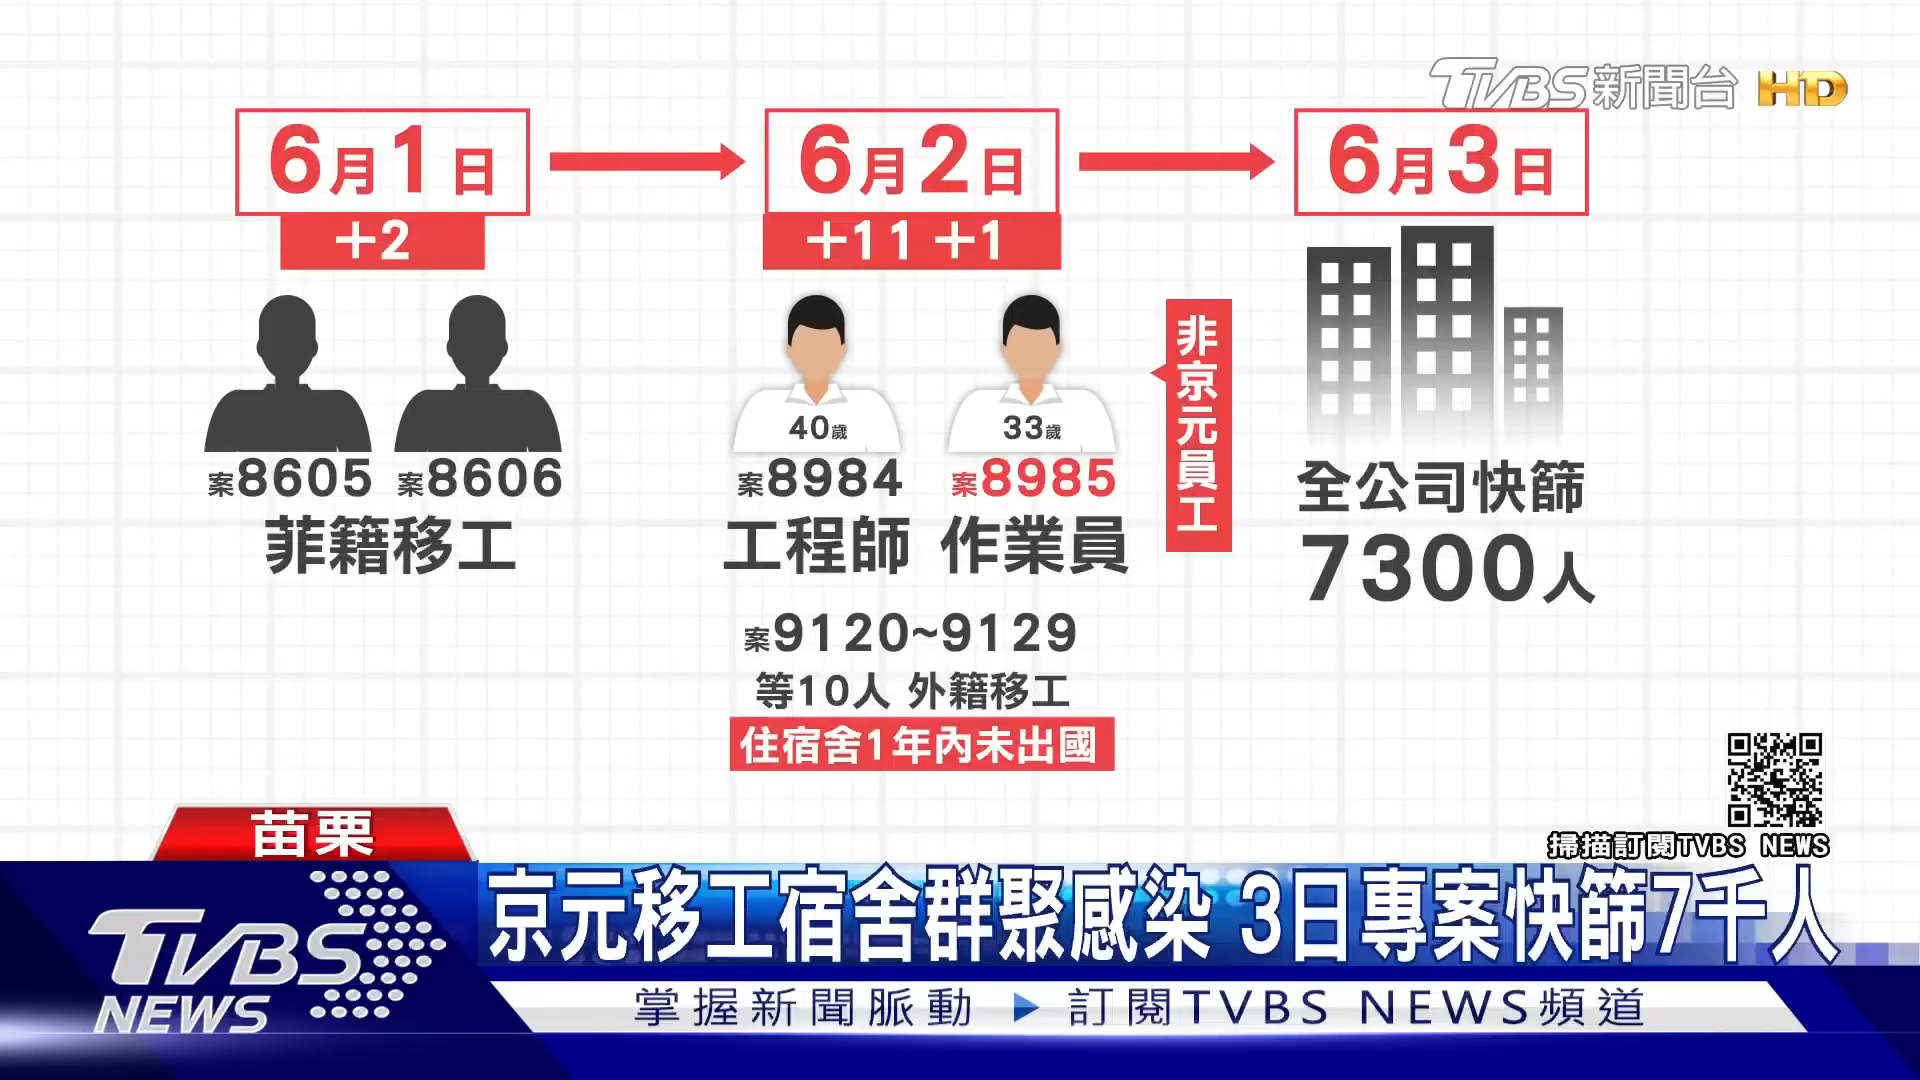 TVBS新聞台 HD
6月1日
6月2日
6月3日
+2
+11 +1
40歲
33歲
非京元員工
案8605
案8606
案8984
案8985
菲籍移工
工程師
作業員
全公司快篩
7300人
案9120~9129
等10人 外籍移工
住宿舍1年內未出國
掃描訂閱TVBS NEWS
苗栗
京元移工宿舍群聚感染 3日專案快篩7千人
TVBS
NEWS
掌握新聞脈動 ▶ 訂閱TVBS NEWS頻道